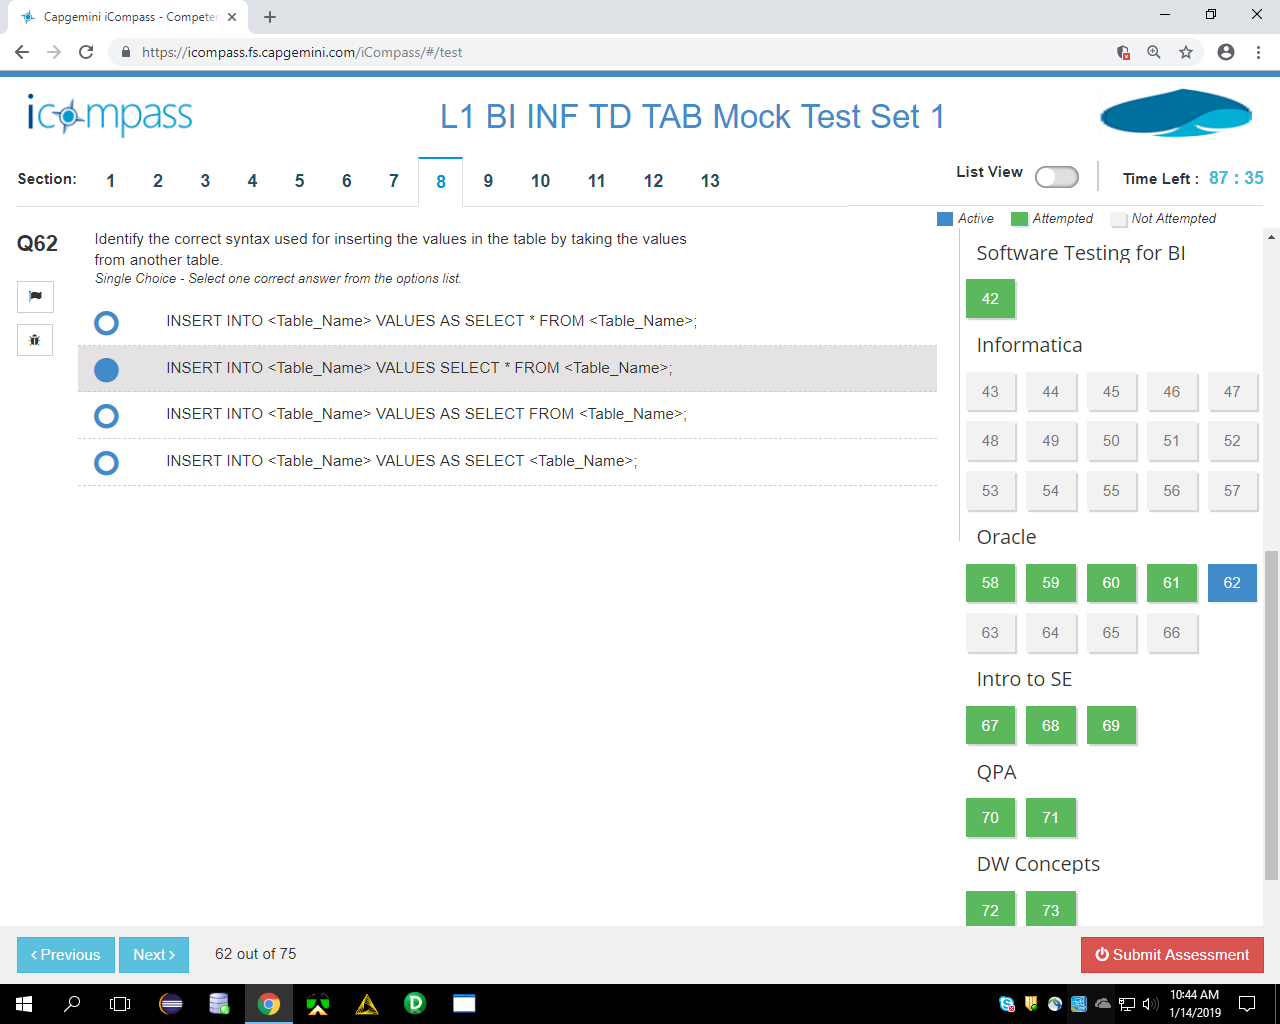 Capgemini iCompass - Competen
https://icompass.fs.capgemini.com/iCompass/#/test
icompass
L1 BI INF TD TAB Mock Test Set 1
Section: 1 2 3 4 5 6 7 8 9 10 11 12 13
List View
Time Left : 87 : 35
Active Attempted Not Attempted
Q62
Identify the correct syntax used for inserting the values in the table by taking the values
from another table.
Single Choice - Select one correct answer from the options list.
INSERT INTO <Table_Name> VALUES AS SELECT * FROM <Table_Name>;
INSERT INTO <Table_Name> VALUES SELECT * FROM <Table_Name>;
INSERT INTO <Table_Name> VALUES AS SELECT FROM <Table_Name>;
INSERT INTO <Table_Name> VALUES AS SELECT <Table_Name>;
Software Testing for BI
42
Informatica
43 44 45 46 47
48 49 50 51 52
53 54 55 56 57
Oracle
58 59 60 61 62
63 64 65 66
Intro to SE
67 68 69
QPA
70 71
DW Concepts
72 73
Previous
Next
62 out of 75
Submit Assessment
10:44 AM
1/14/2019